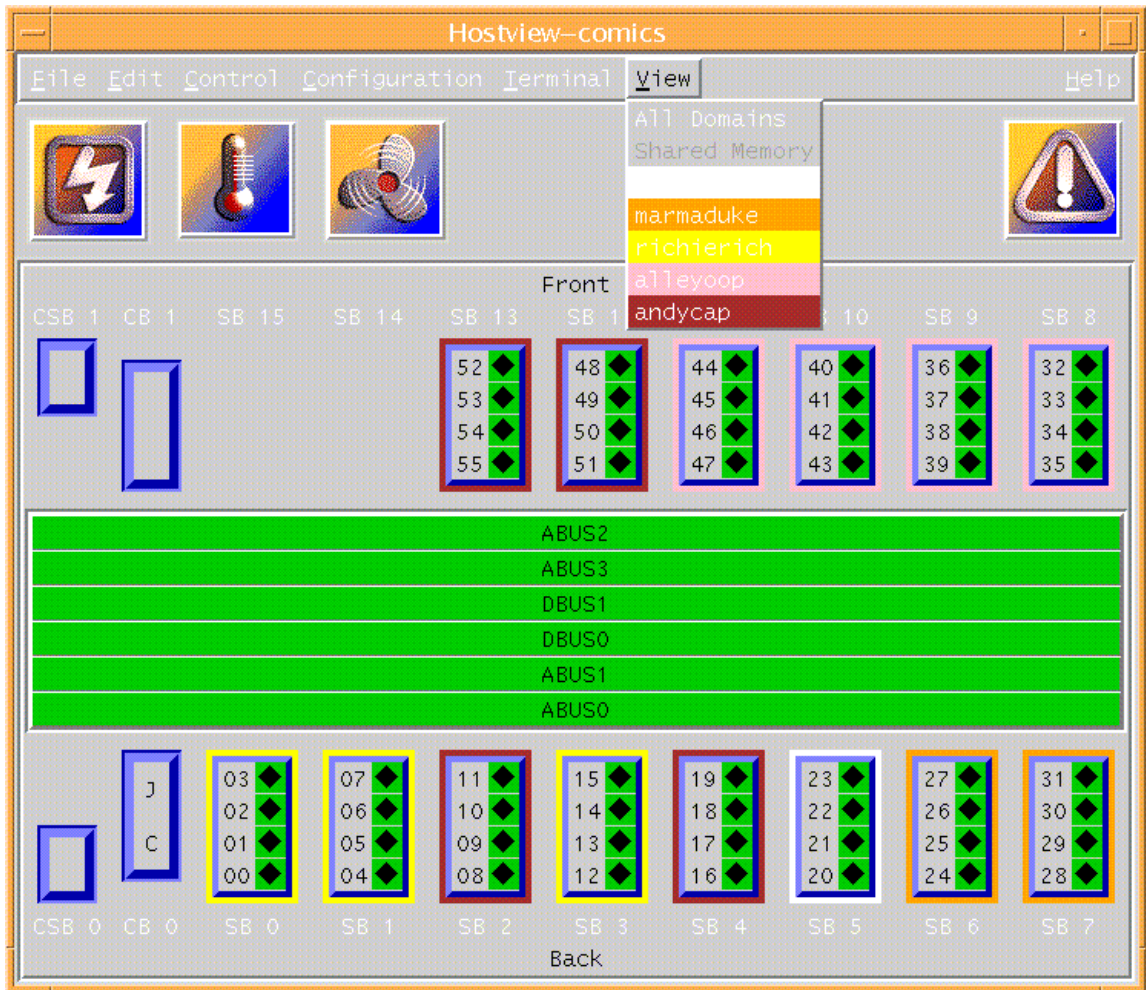 Hostview-comics
File Edit Control Configuration Terminal View Help
All Domains
Shared Memory
marmaduke
richierich
alleyoop
andycap
Front
CSB 1 CB 1 SB 15 SB 14 SB 13 SB 1 10 SB 9 SB 8
52 48 44 40 36 32
53 49 45 41 37 33
54 50 46 42 38 34
55 51 47 43 39 35
ABUS2
ABUS3
DBUS1
DBUS0
ABUS1
ABUS0
J
C
03 07 11 15 19 23 27 31
02 06 10 14 18 22 26 30
01 05 09 13 17 21 25 29
00 04 08 12 16 20 24 28
CSB 0 CB 0 SB 0 SB 1 SB 2 SB 3 SB 4 SB 5 SB 6 SB 7
Back